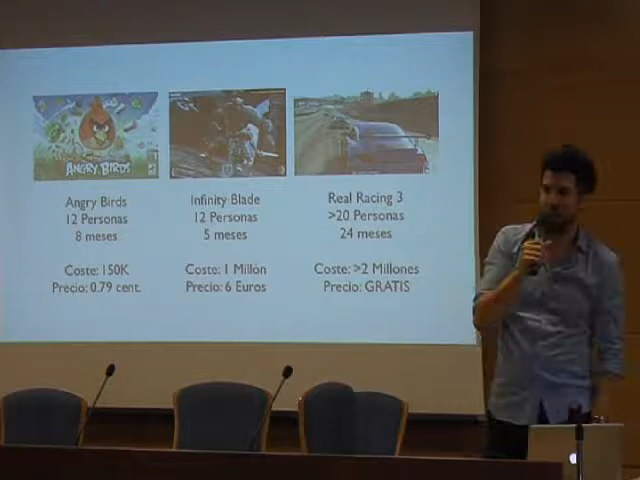 ANGRY BIRDS
Angry Birds
12 Personas
8 meses
Coste: 150K
Precio: 0.79 cent.
Infinity Blade
12 Personas
5 meses
Coste: 1 Millón
Precio: 6 Euros
Real Racing 3
>20 Personas
24 meses
Coste: >2 Millones
Precio: GRATIS